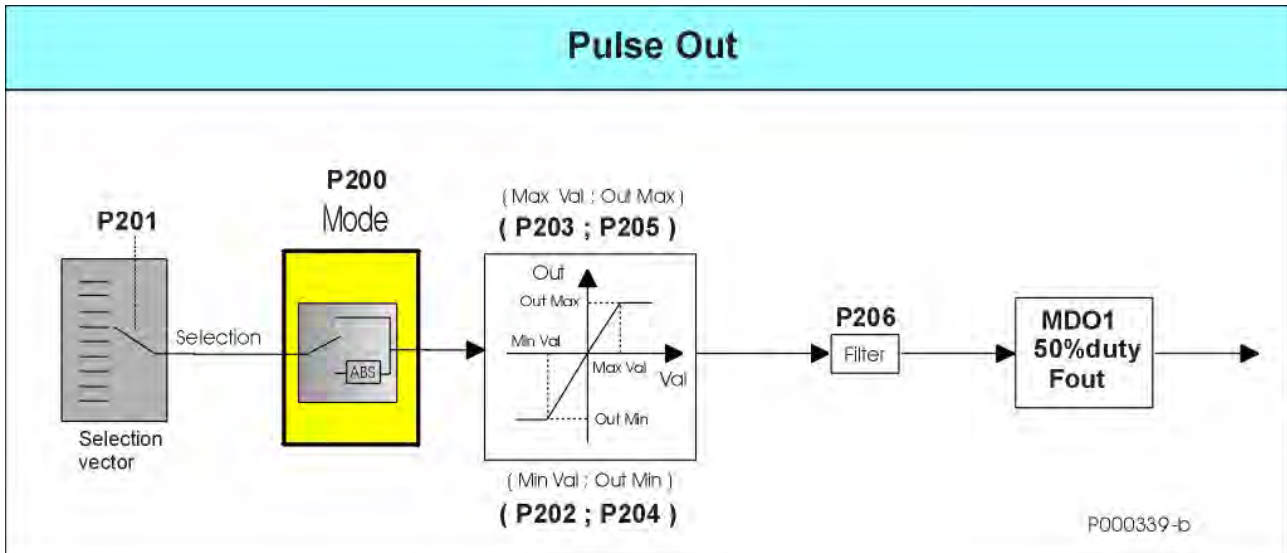 Pulse Out
P201
Selection
Selection
vector
P200
Mode
ABS
( Max Val ; Out Max )
( P203 ; P205 )
Out
Out Max
Min Val
Max Val
Val
Out Min
( Min Val ; Out Min )
( P202 ; P204 )
P206
Filter
MDO1
50%duty
Fout
P000339-b